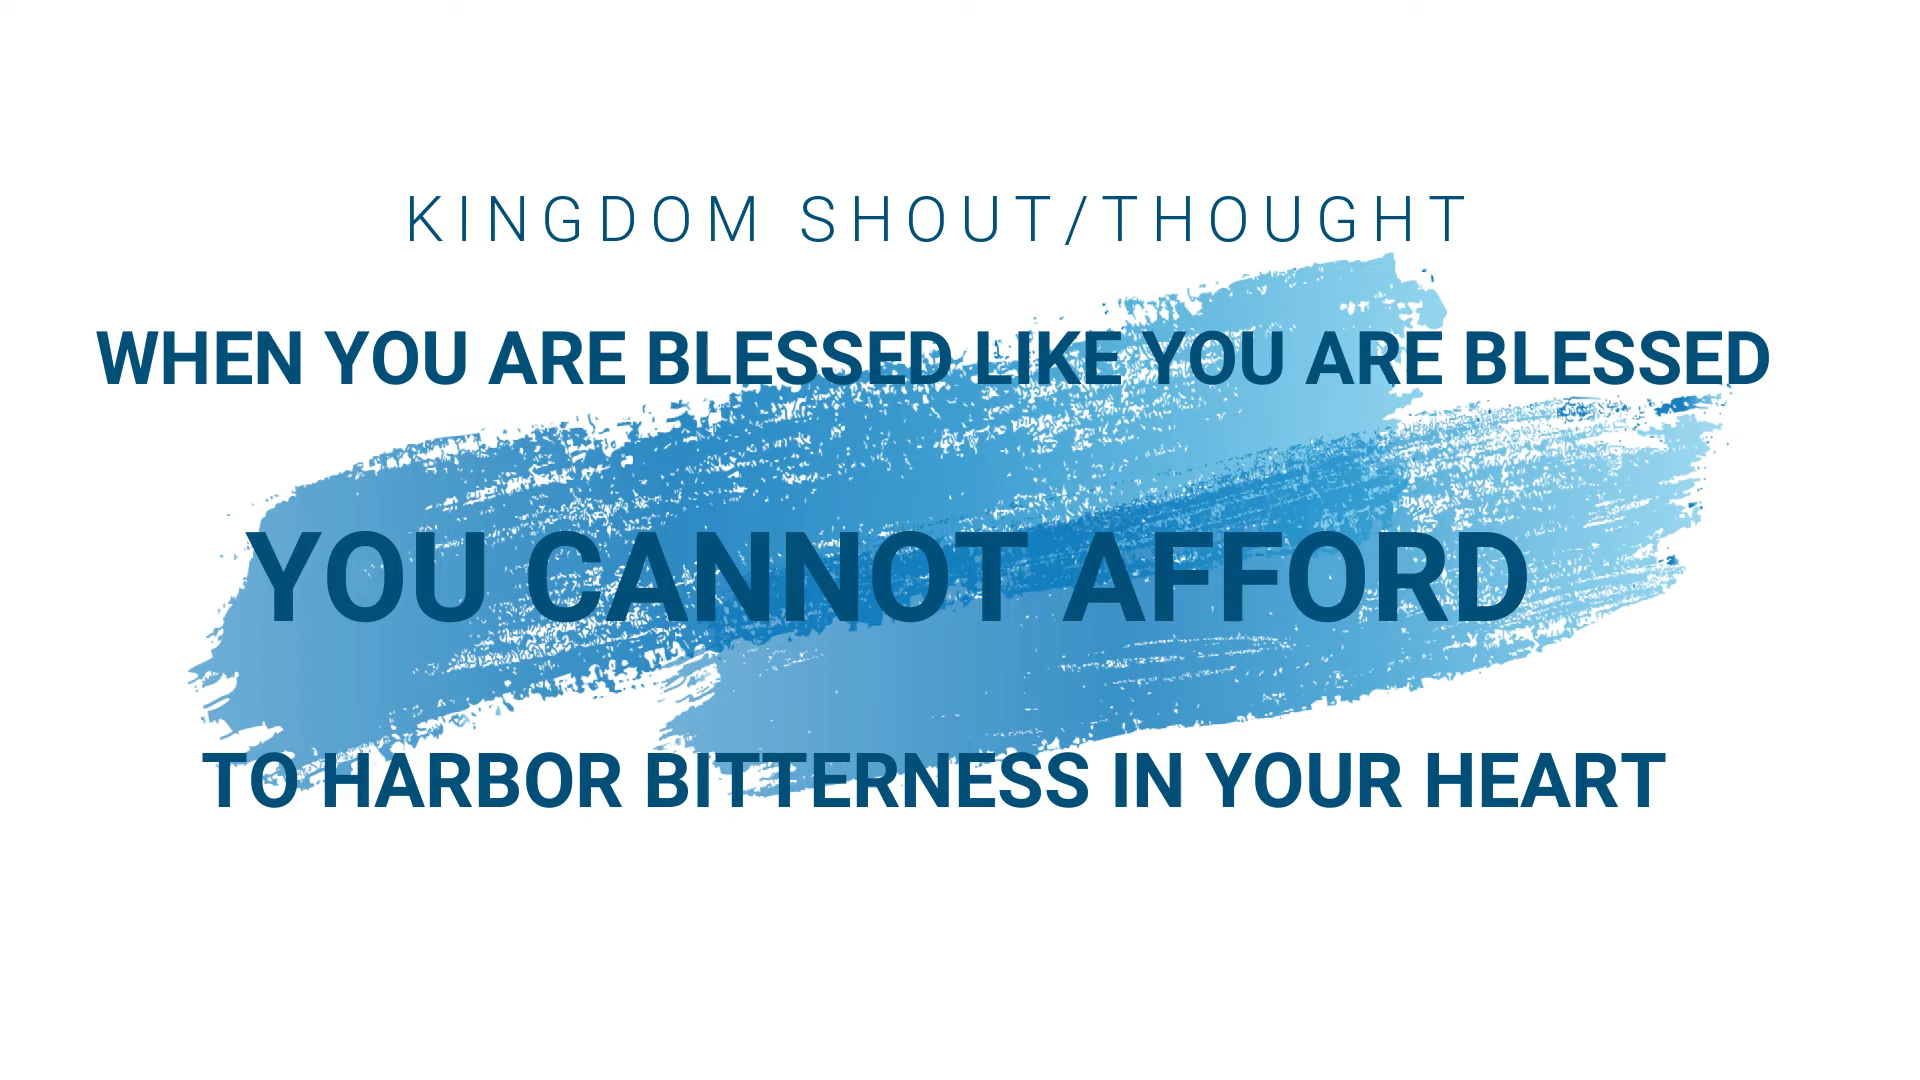 KINGDOM SHOUT/THOUGHT
WHEN YOU ARE BLESSED LIKE YOU ARE BLESSED
YOU CANNOT AFFORD
TO HARBOR BITTERNESS IN YOUR HEART